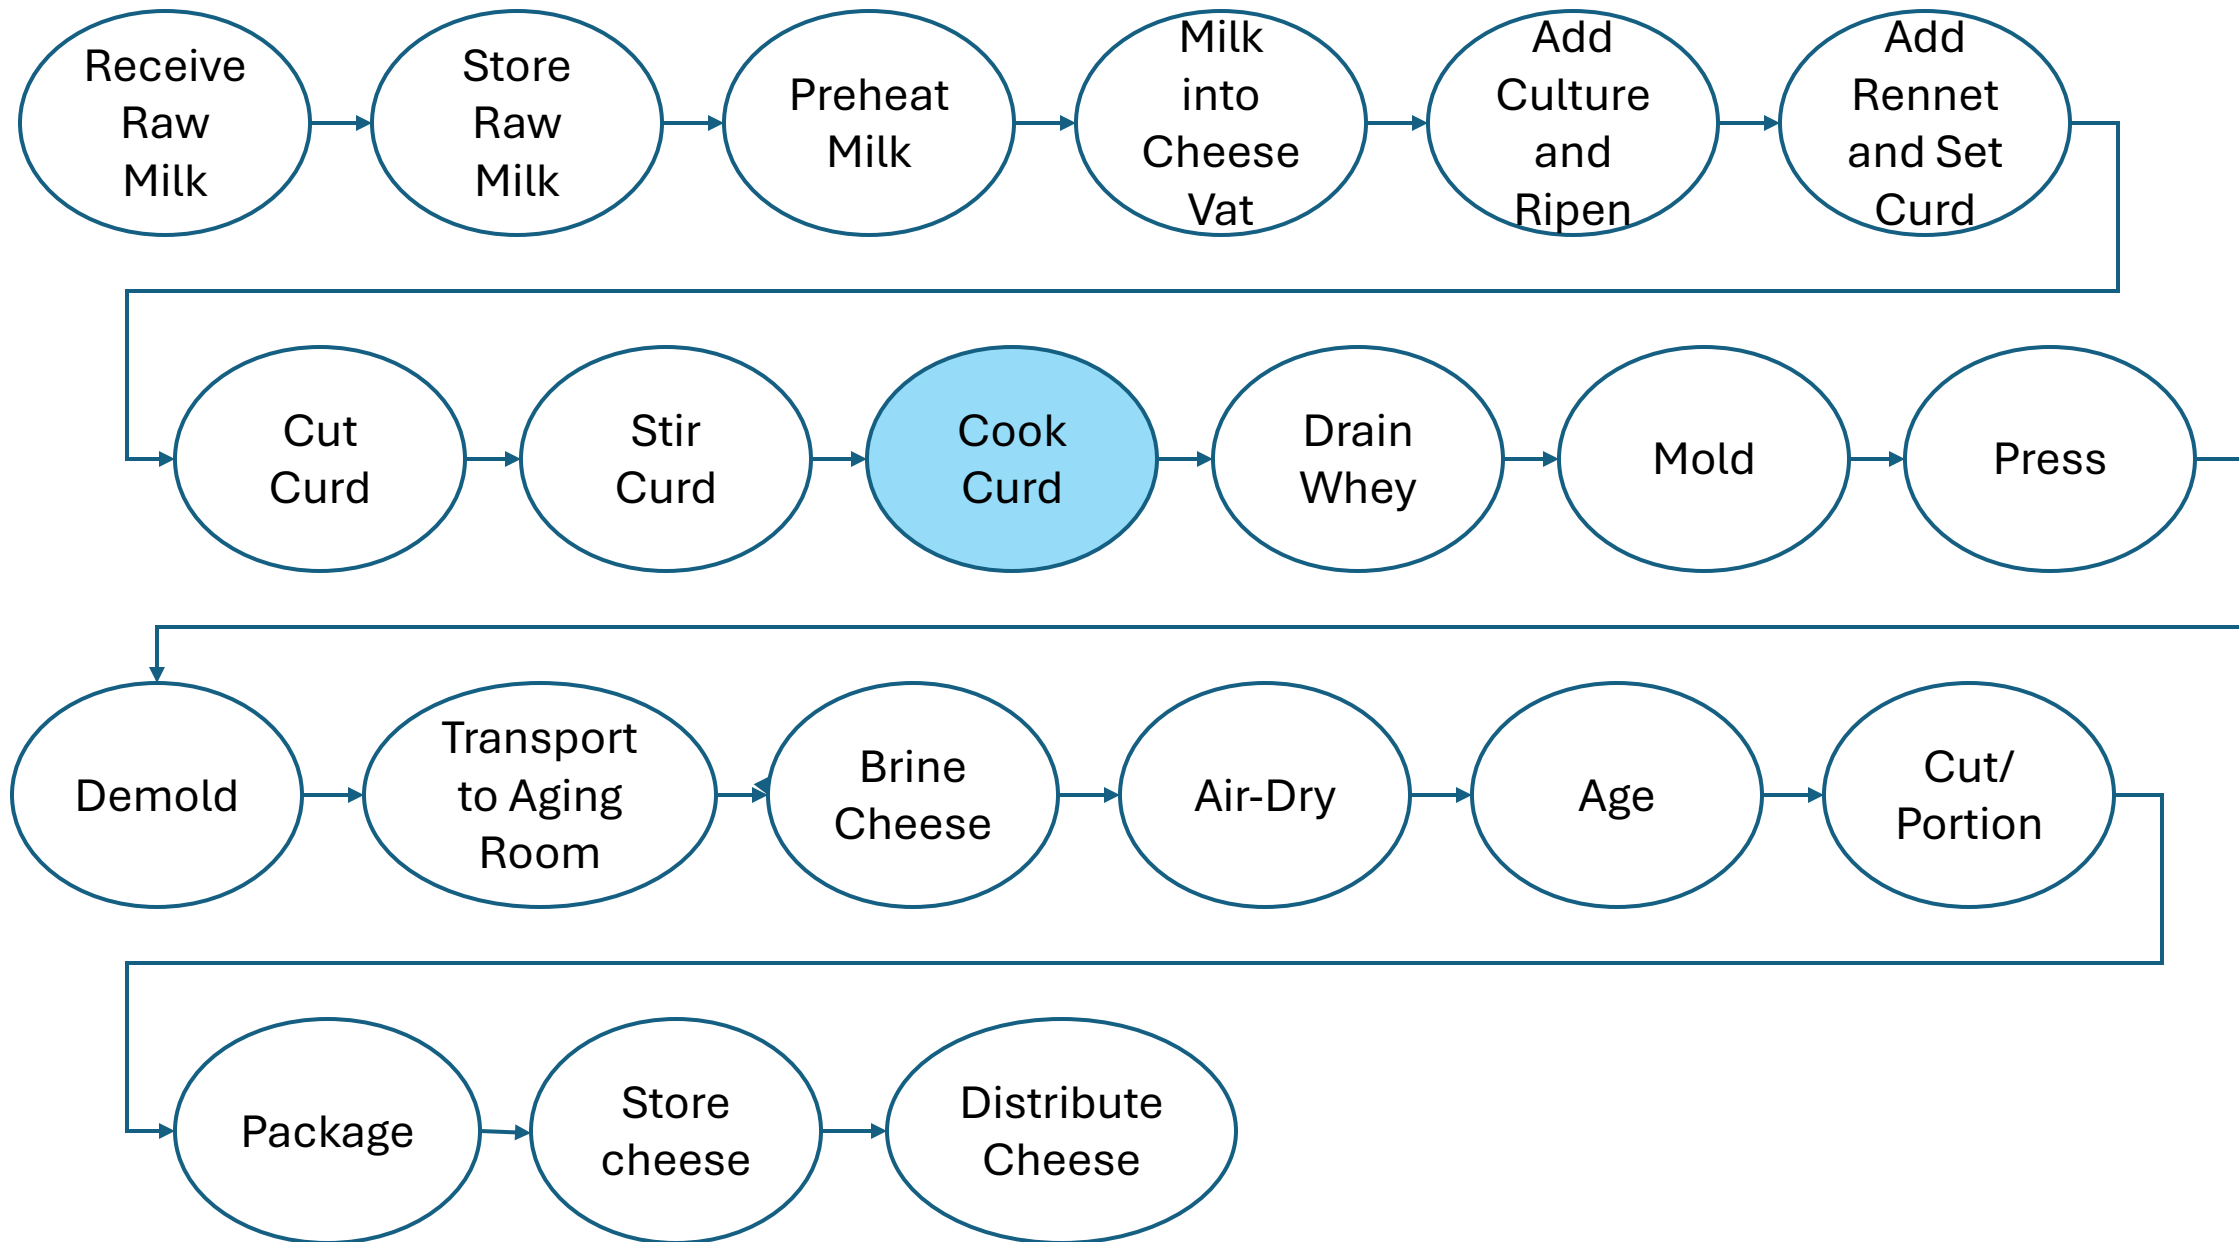 Receive
Raw
Milk
Store
Raw
Milk
Preheat
Milk
Milk
into
Cheese
Vat
Add
Culture
and
Ripen
Add
Rennet
and Set
Curd
Cut
Curd
Stir
Curd
Cook
Curd
Drain
Whey
Mold
Press
Demold
Transport
to Aging
Room
Brine
Cheese
Air-Dry
Age
Cut/
Portion
Package
Store
cheese
Distribute
Cheese